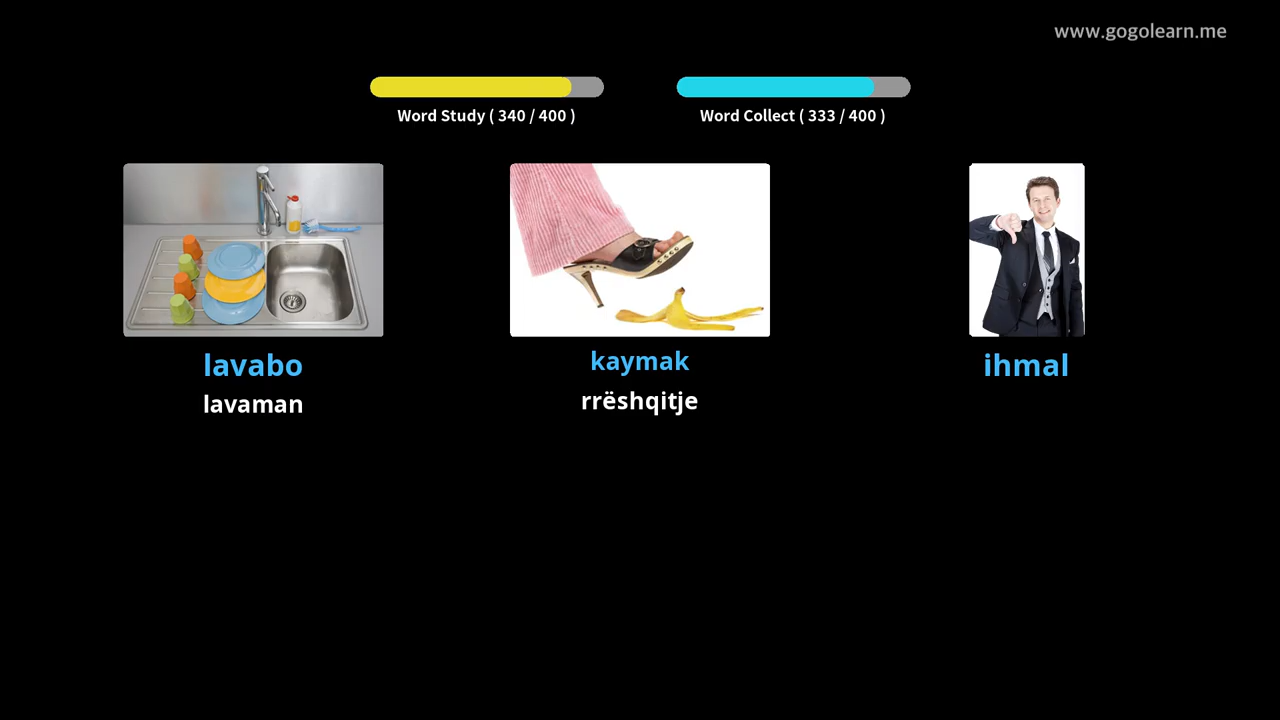 www.gogolearn.me
Word Study ( 340 / 400 )
Word Collect ( 333 / 400 )
lavabo
lavaman
kaymak
rrëshqitje
ihmal